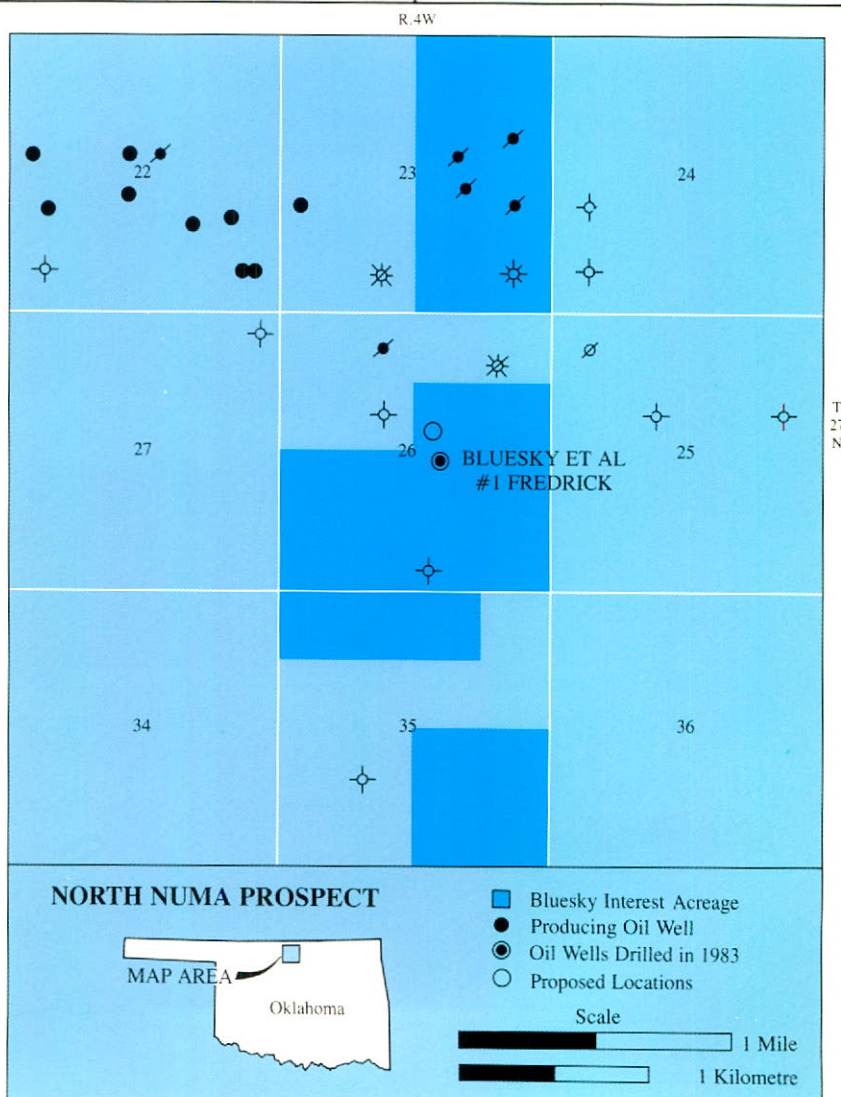 R.4W
22
23
24
T
27
N
27
26
25
BLUESKY ET AL
#1 FREDRICK
34
35
36
NORTH NUMA PROSPECT
MAP AREA
Oklahoma
Bluesky Interest Acreage
Producing Oil Well
Oil Wells Drilled in 1983
Proposed Locations
Scale
1 Mile
1 Kilometre